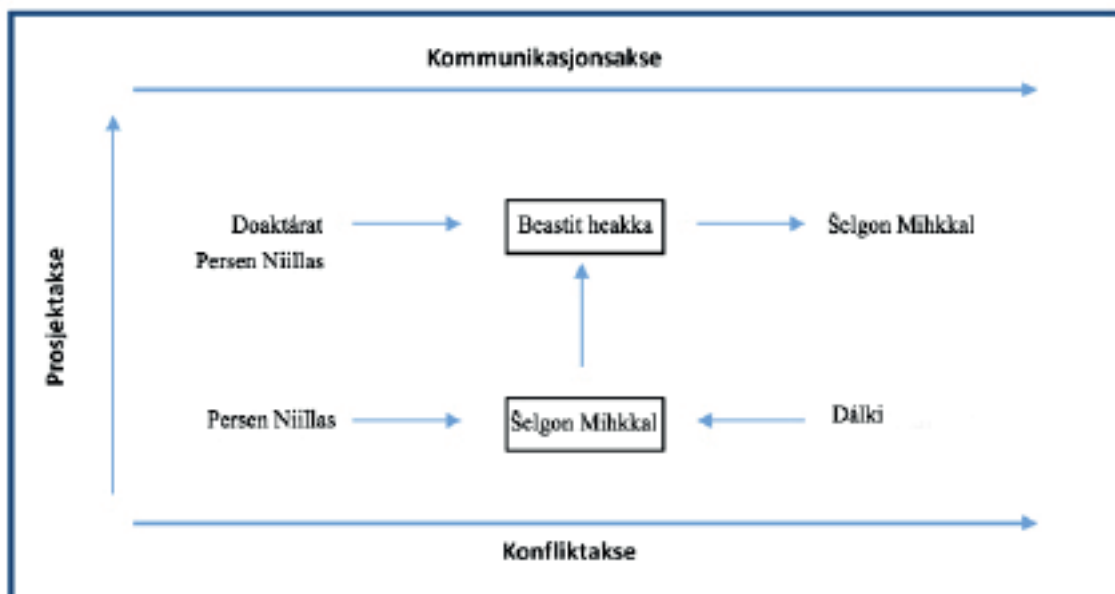 Kommunikasjonsakse
Prosjektakse
Doaktárat
Beastit heakka
Šelgon Mihkkal
Persen Niillas
Persen Niillas
Šelgon Mihkkal
Dálki
Konfliktakse